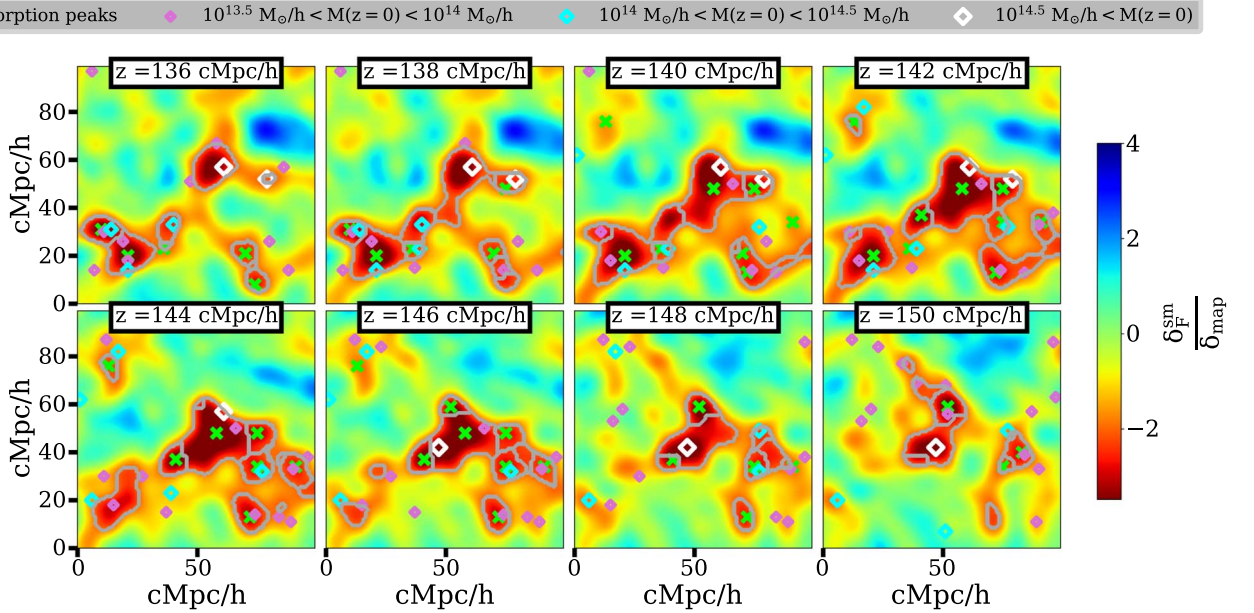 orption peaks 10^13.5 M⊙/h < M(z = 0) < 10^14 M⊙/h 10^14 M⊙/h < M(z = 0) < 10^14.5 M⊙/h 10^14.5 M⊙/h < M(z = 0)
z =136 cMpc/h z =138 cMpc/h z =140 cMpc/h z =142 cMpc/h
80
60
40
20
0
cMpc/h
z =144 cMpc/h z =146 cMpc/h z =148 cMpc/h z =150 cMpc/h
80
60
40
20
0
cMpc/h
0 50 0 50 0 50 0 50
cMpc/h cMpc/h cMpc/h cMpc/h
4
2
0
−2
δ_F^sm
δ_map